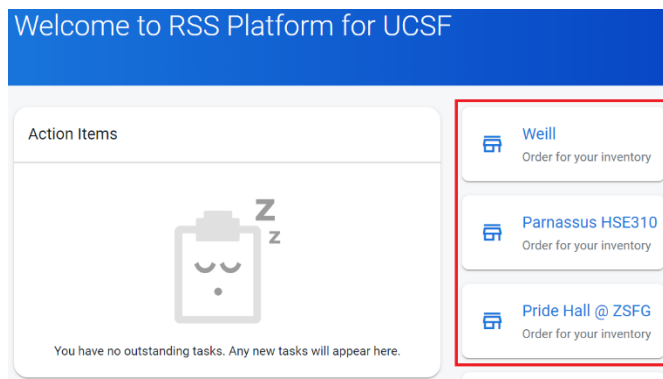 Welcome to RSS Platform for UCSF
Action Items
Z
z
You have no outstanding tasks. Any new tasks will appear here.
Weill
Order for your inventory
Parnassus HSE310
Order for your inventory
Pride Hall @ ZSFG
Order for your inventory